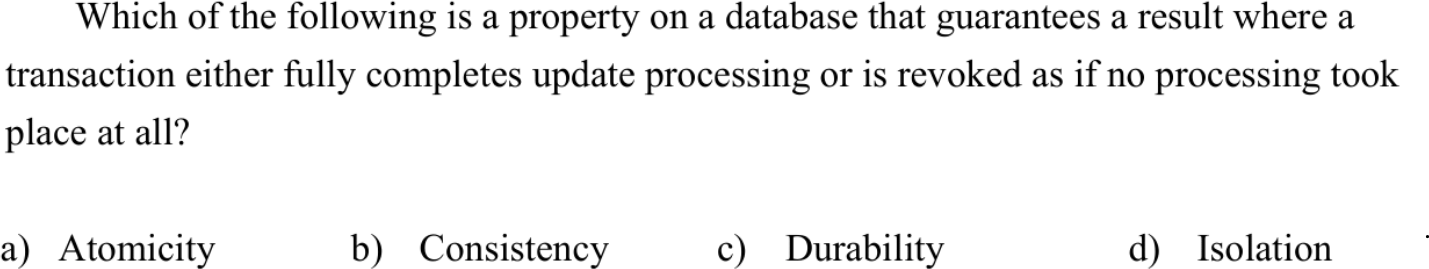 Which of the following is a property on a database that guarantees a result where a
transaction either fully completes update processing or is revoked as if no processing took
place at all?
a) Atomicity b) Consistency c) Durability d) Isolation